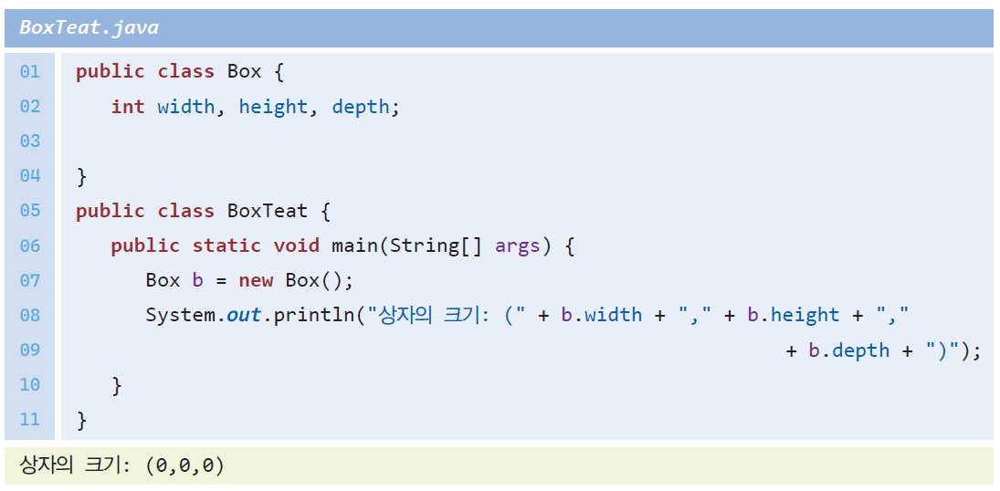 BoxTeat.java
01 public class Box {
02 int width, height, depth;
03
04 }
05 public class BoxTeat {
06 public static void main(String[] args) {
07 Box b = new Box();
08 System.out.println("상자의 크기: (" + b.width + "," + b.height + ","
09 + b.depth + ")");
10 }
11 }
상자의 크기: (0,0,0)